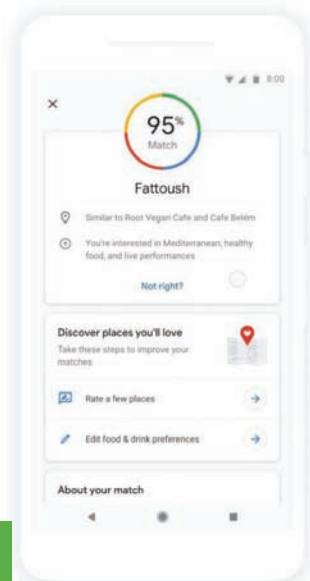 8:00
95%
Match
Fattoush
Similar to Root Vegan Cafe and Cafe Belém
You're interested in Mediterranean, healthy
food, and live performances
Not right?
Discover places you'll love
Take these steps to improve your
matches
Rate a few places
Edit food & drink preferences
About your match